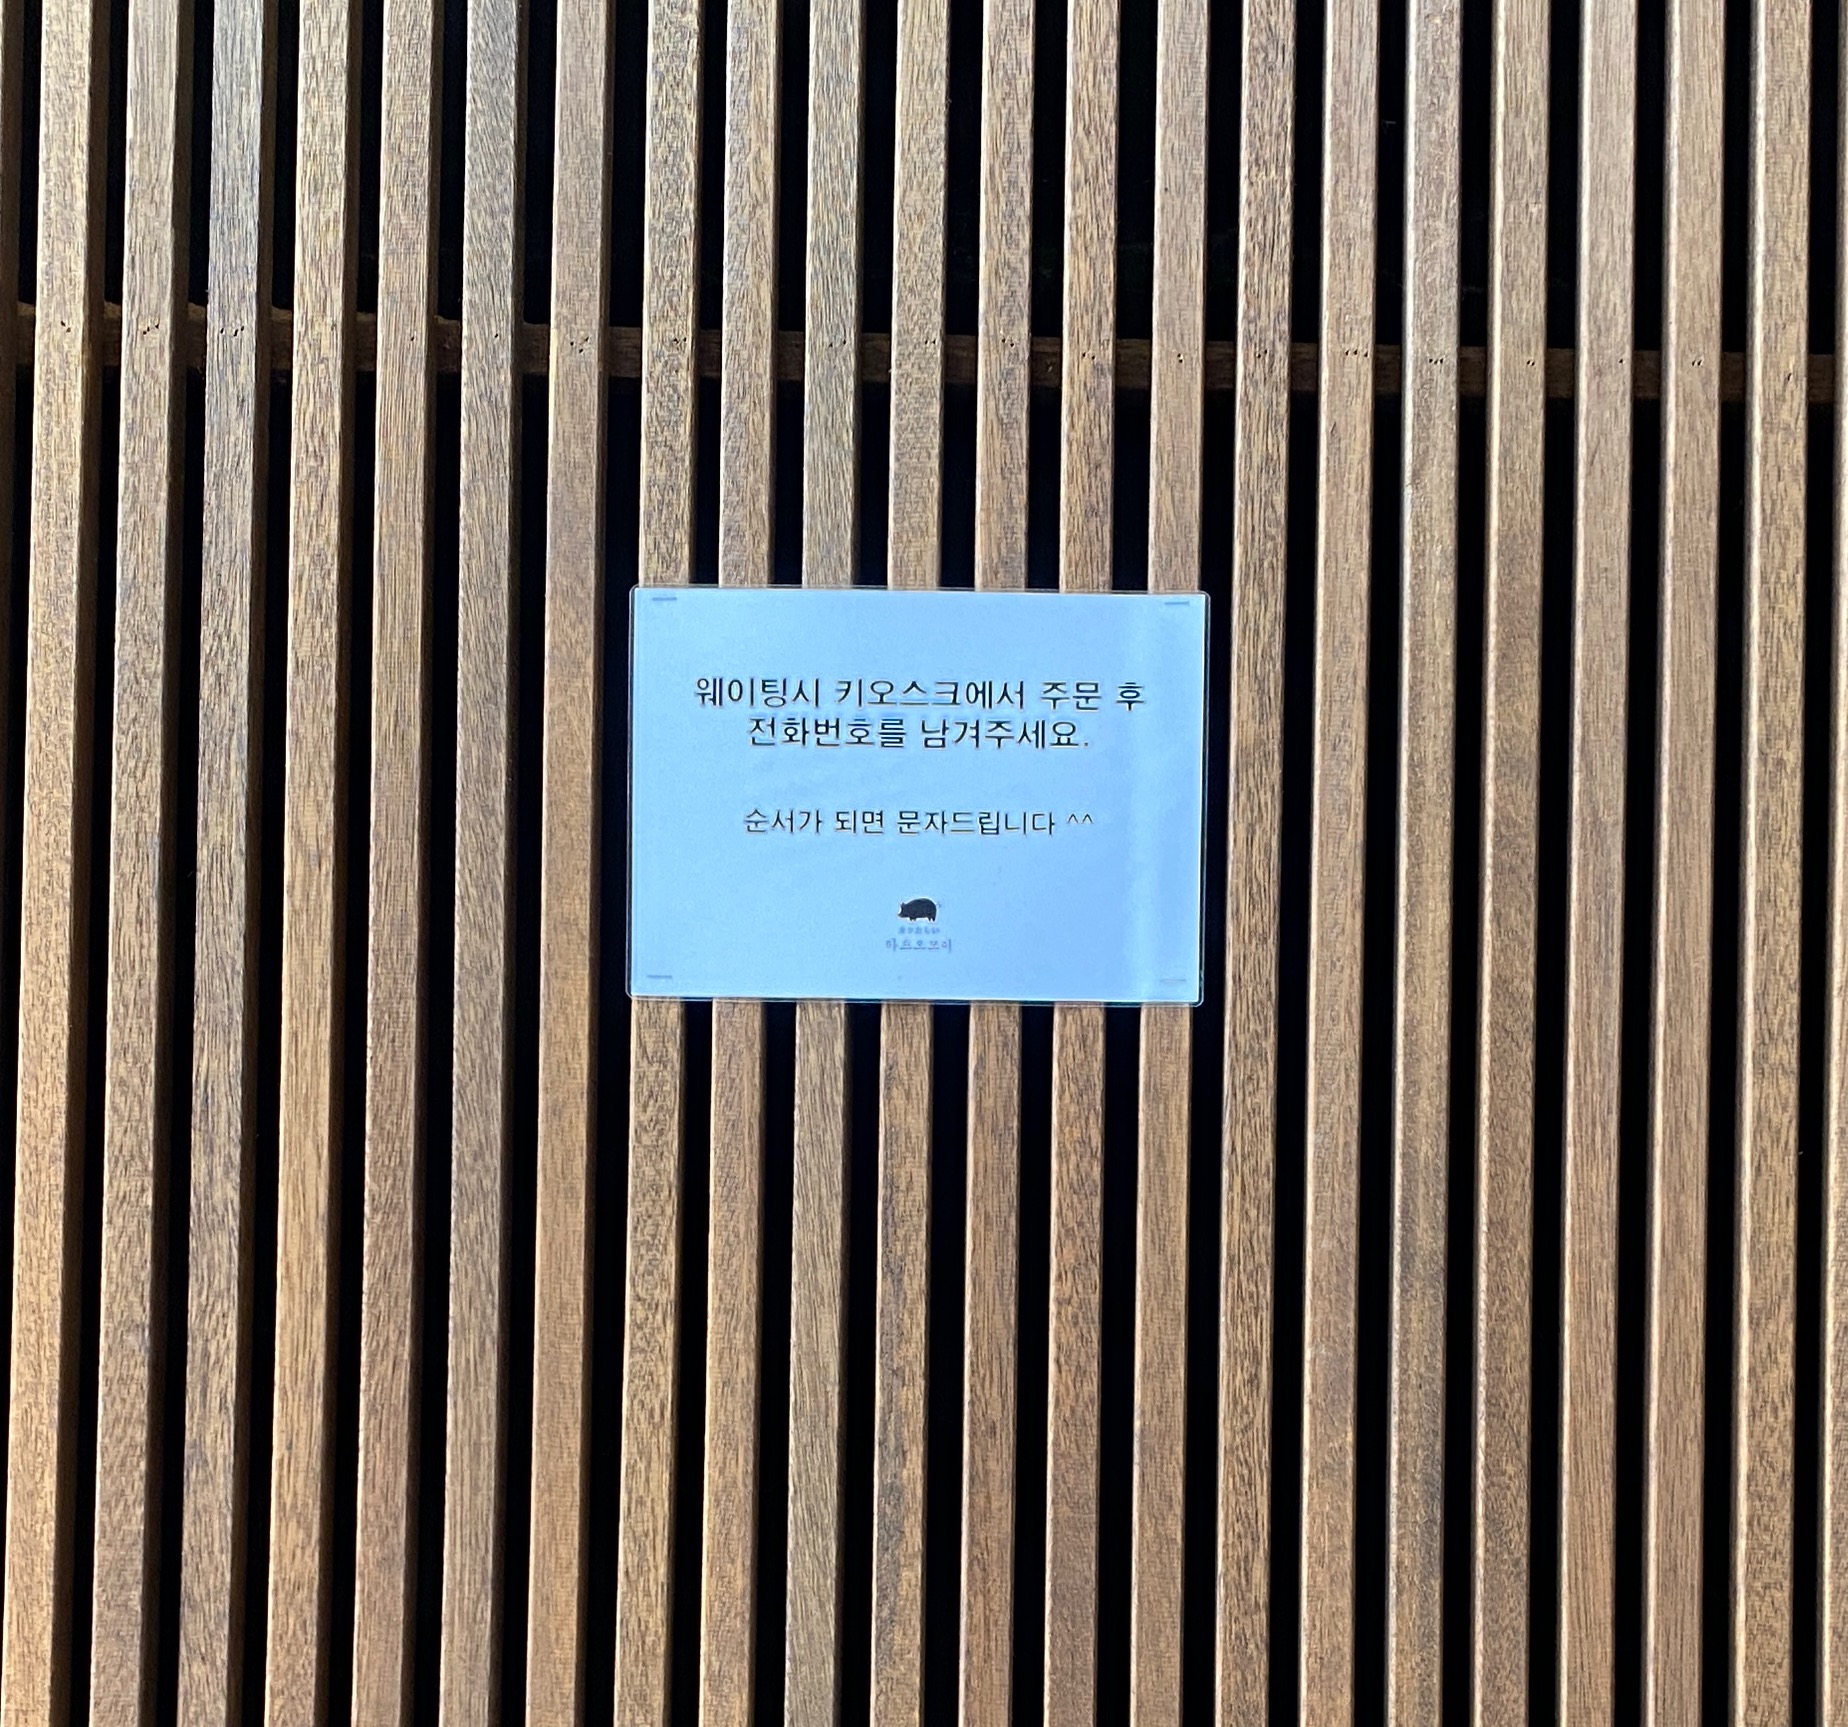 웨이팅시 키오스크에서 주문 후
전화번호를 남겨주세요.
순서가 되면 문자드립니다 ^^